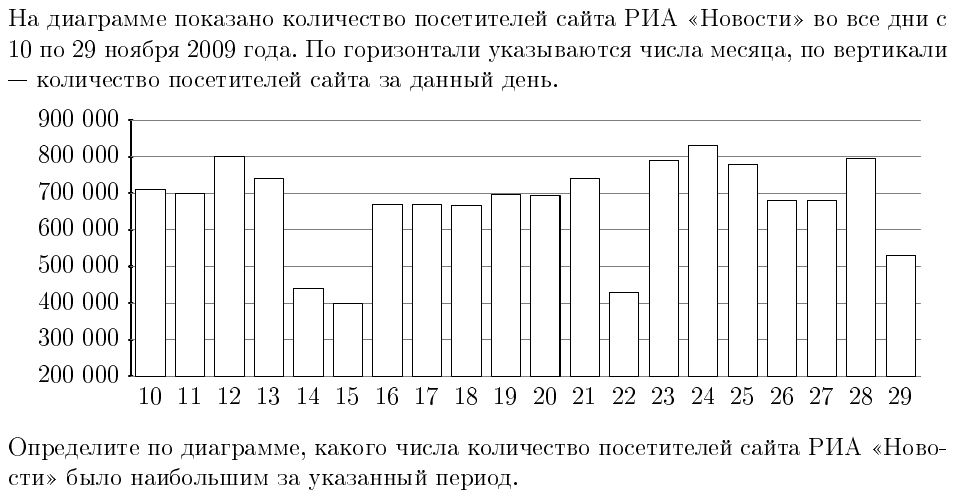 На диаграмме показано количество посетителей сайта РИА «Новости» во все дни с
10 по 29 ноября 2009 года. По горизонтали указываются числа месяца, по вертикали
— количество посетителей сайта за данный день.
900 000
800 000
700 000
600 000
500 000
400 000
300 000
200 000
10 11 12 13 14 15 16 17 18 19 20 21 22 23 24 25 26 27 28 29
Определите по диаграмме, какого числа количество посетителей сайта РИА «Ново-
сти» было наибольшим за указанный период.